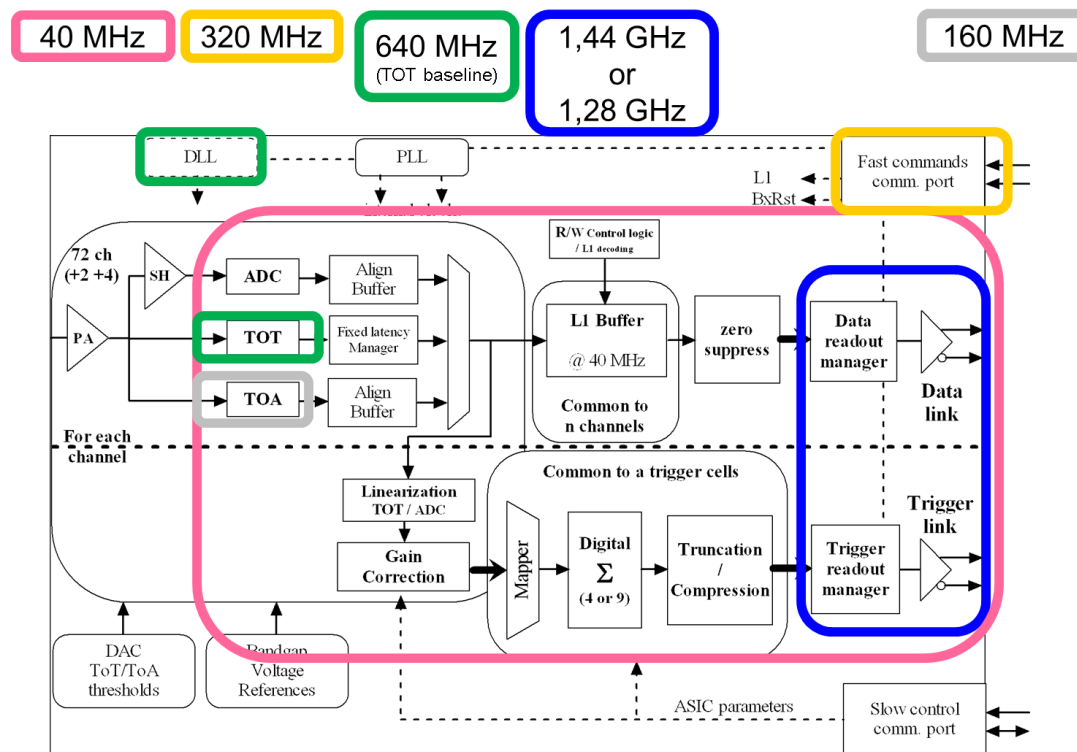 40 MHz
320 MHz
640 MHz
(TOT baseline)
1,44 GHz
or
1,28 GHz
160 MHz
DLL
PLL
L1
BxRst
Fast commands
comm. port
72 ch
(+2 +4)
SH
PA
ADC
Align
Buffer
TOT
Fixed latency
Manager
TOA
Align
Buffer
R/W Control logic
/ L1 decoding
L1 Buffer
@ 40 MHz
Common to
n channels
zero
suppress
Data
readout
manager
Data
link
For each
channel
Linearization
TOT / ADC
Gain
Correction
Common to a trigger cells
Mapper
Digital
Σ
(4 or 9)
Truncation
/
Compression
Trigger
readout
manager
Trigger
link
DAC
ToT/ToA
thresholds
Bandgap
Voltage
References
ASIC parameters
Slow control
comm. port